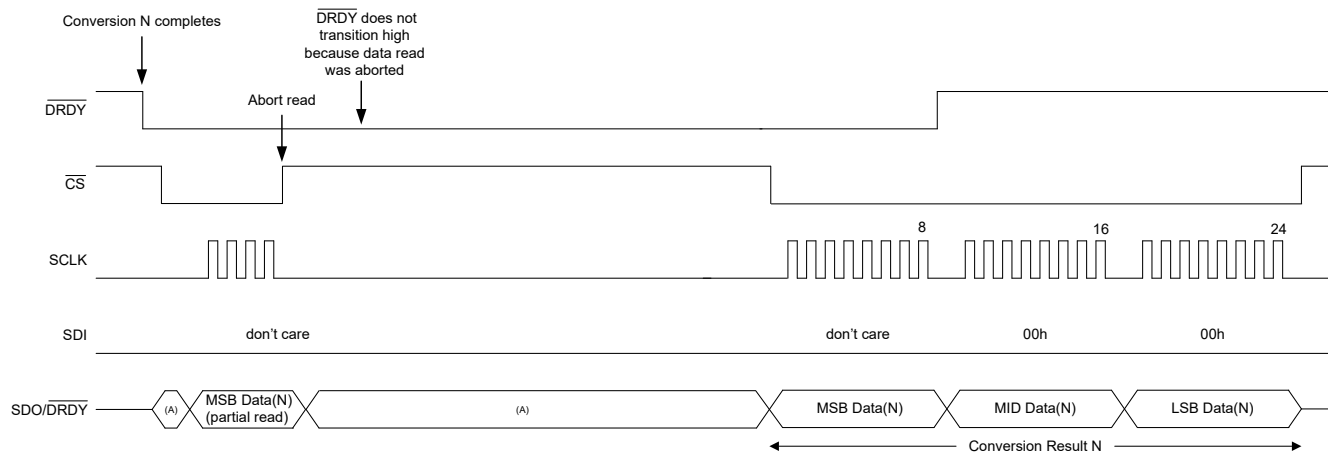 Conversion N completes
DRDY does not
transition high
because data read
was aborted
Abort read
DRDY
CS
8
16
24
SCLK
SDI
don't care
don't care
00h
00h
SDO/DRDY
(A)
MSB Data(N)
(partial read)
(A)
MSB Data(N)
MID Data(N)
LSB Data(N)
Conversion Result N